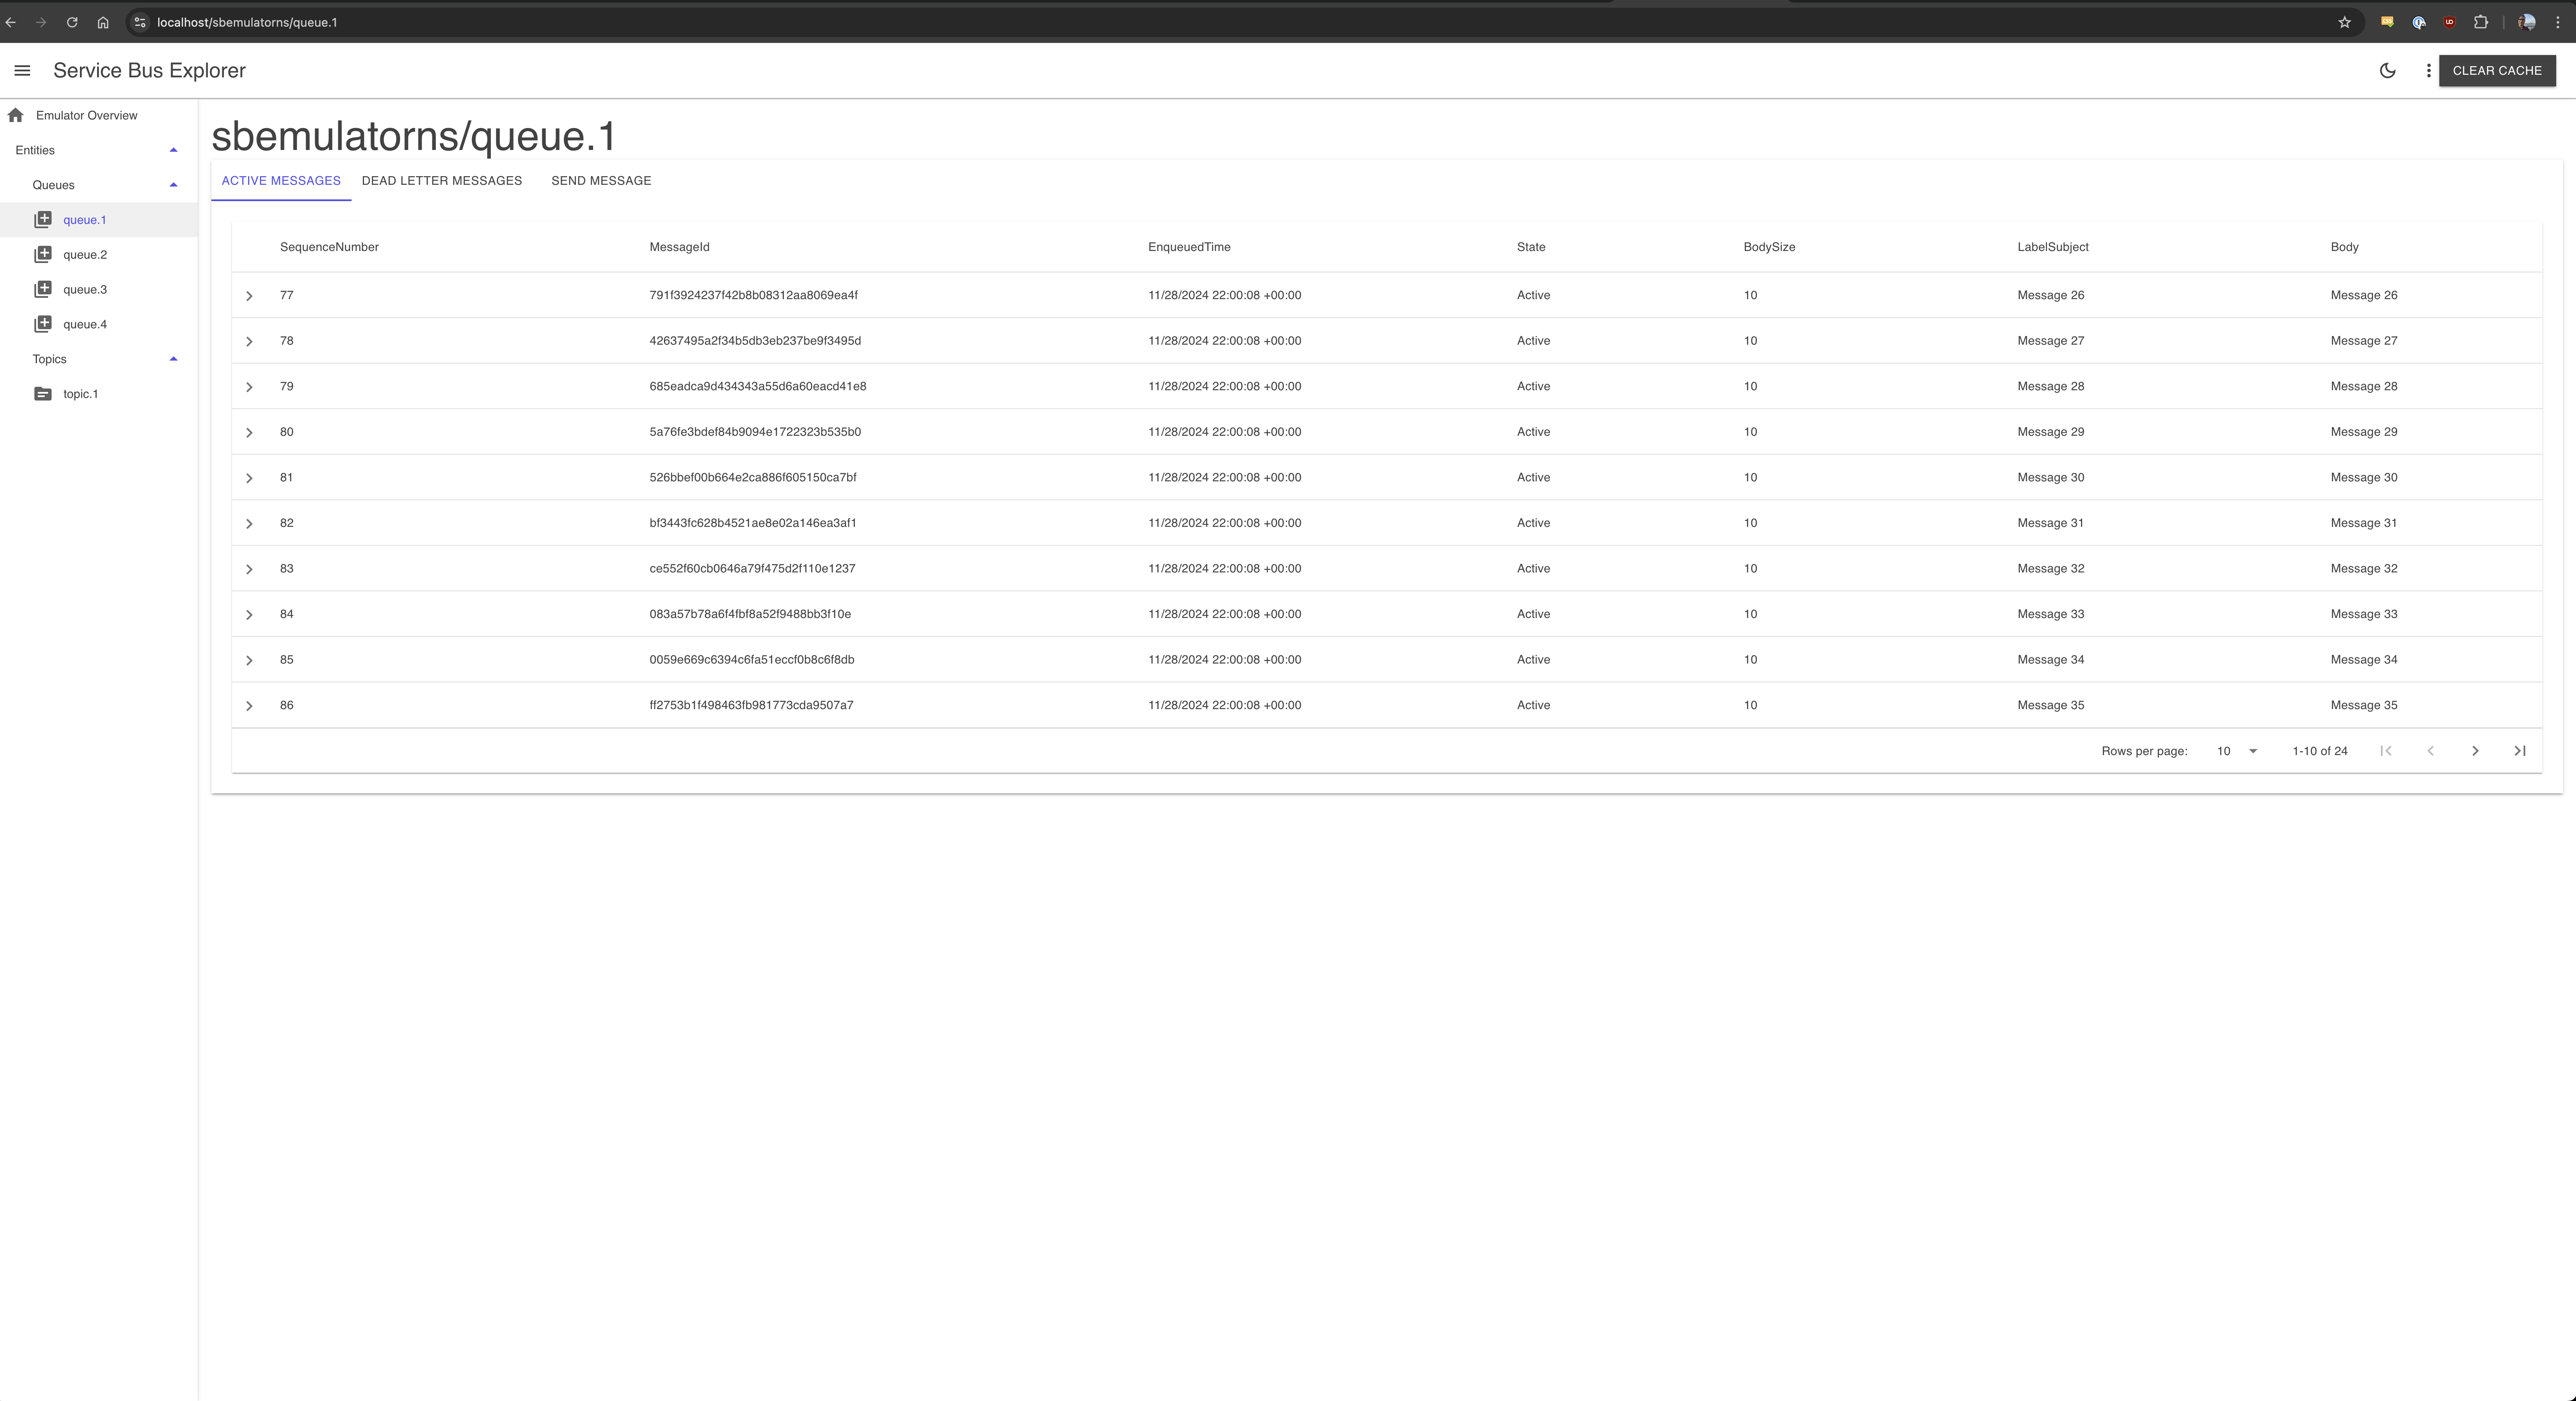 localhost/sbemulatorns/queue.1
Service Bus Explorer
CLEAR CACHE
Emulator Overview
Entities
Queues
queue.1
queue.2
queue.3
queue.4
Topics
topic.1
sbemulatorns/queue.1
ACTIVE MESSAGES DEAD LETTER MESSAGES SEND MESSAGE
SequenceNumber MessageId EnqueuedTime State BodySize LabelSubject Body
77 791f3924237f42b8b08312aa8069ea4f 11/28/2024 22:00:08 +00:00 Active 10 Message 26 Message 26
78 42637495a2f34b5db3eb237be9f3495d 11/28/2024 22:00:08 +00:00 Active 10 Message 27 Message 27
79 685eadca9d434343a55d6a60eacd41e8 11/28/2024 22:00:08 +00:00 Active 10 Message 28 Message 28
80 5a76fe3bdef84b9094e1722323b535b0 11/28/2024 22:00:08 +00:00 Active 10 Message 29 Message 29
81 526bbef00b664e2ca886f605150ca7bf 11/28/2024 22:00:08 +00:00 Active 10 Message 30 Message 30
82 bf3443fc628b4521ae8e02a146ea3af1 11/28/2024 22:00:08 +00:00 Active 10 Message 31 Message 31
83 ce552f60cb0646a79f475d2f110e1237 11/28/2024 22:00:08 +00:00 Active 10 Message 32 Message 32
84 083a57b78a6f4fbf8a52f9488bb3f10e 11/28/2024 22:00:08 +00:00 Active 10 Message 33 Message 33
85 0059e669c6394c6fa51eccf0b8c6f8db 11/28/2024 22:00:08 +00:00 Active 10 Message 34 Message 34
86 ff2753b1f498463fb981773cda9507a7 11/28/2024 22:00:08 +00:00 Active 10 Message 35 Message 35
Rows per page: 10 1-10 of 24